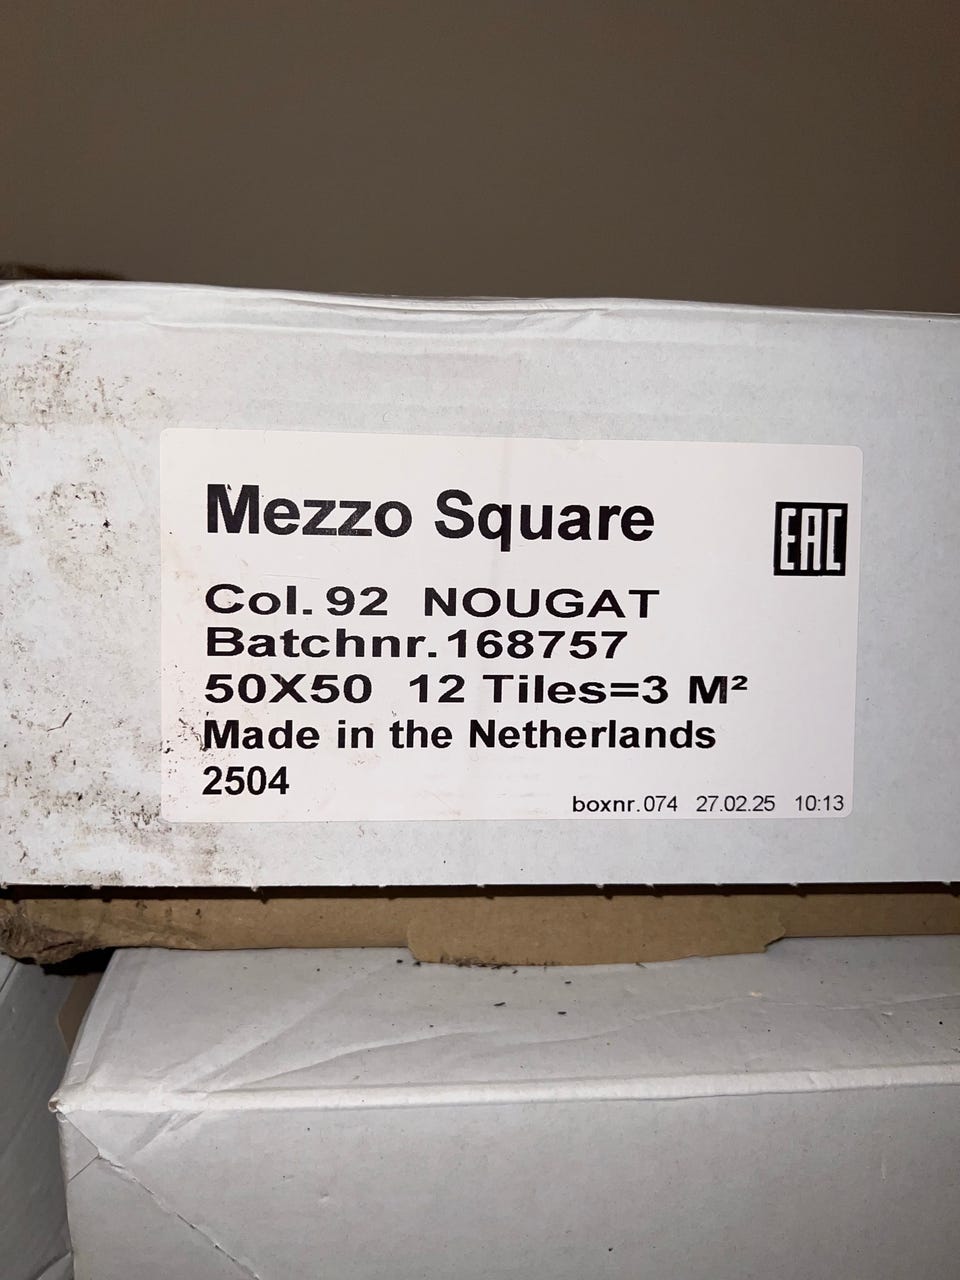 Mezzo Square
EAC
Col. 92 NOUGAT
Batchnr. 168757
50X50 12 Tiles=3 M²
Made in the Netherlands
2504
boxnr. 074 27.02.25 10:13